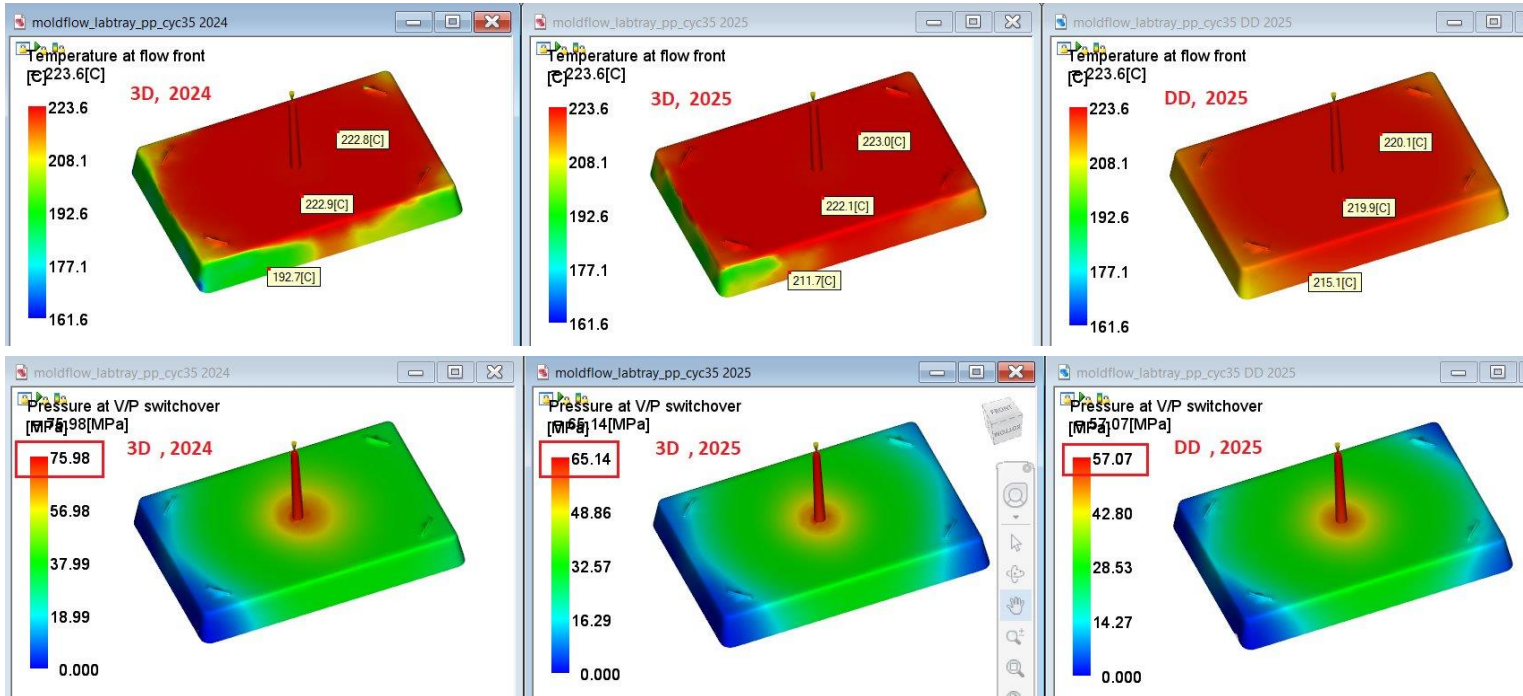 moldflow_labtray_pp_cyc35 2024
Temperature at flow front
[C]
= 223.6[C]
3D, 2024
223.6
208.1
192.6
177.1
161.6
222.8[C]
222.9[C]
192.7[C]
moldflow_labtray_pp_cyc35 2025
Temperature at flow front
[C]
= 223.6[C]
3D, 2025
223.6
208.1
192.6
177.1
161.6
223.0[C]
222.1[C]
211.7[C]
moldflow_labtray_pp_cyc35 DD 2025
Temperature at flow front
[C]
= 223.6[C]
DD, 2025
223.6
208.1
192.6
177.1
161.6
220.1[C]
219.9[C]
215.1[C]
moldflow_labtray_pp_cyc35 2024
Pressure at V/P switchover
[MPa]
= 75.98[MPa]
3D , 2024
75.98
56.98
37.99
18.99
0.000
moldflow_labtray_pp_cyc35 2025
Pressure at V/P switchover
[MPa]
= 65.14[MPa]
3D, 2025
65.14
48.86
32.57
16.29
0.000
FRONT
BOTTOM
moldflow_labtray_pp_cyc35 DD 2025
Pressure at V/P switchover
[MPa]
= 57.07[MPa]
DD , 2025
57.07
42.80
28.53
14.27
0.000